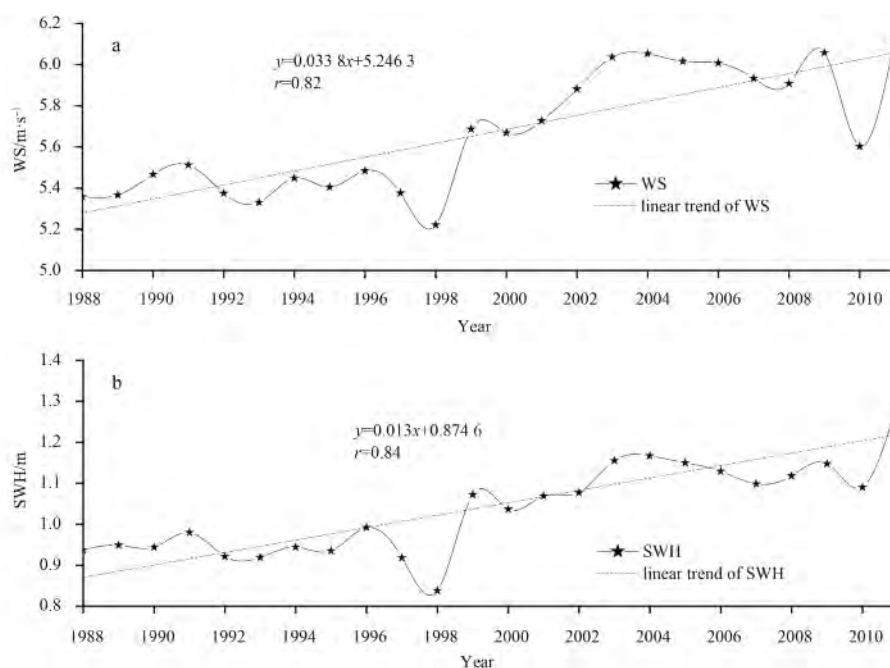 a
6.2
6.0
5.8
5.6
5.4
5.2
5.0
WS/m·s⁻¹
y=0.033 8x+5.246 3
r=0.82
WS
linear trend of WS
1988 1990 1992 1994 1996 1998 2000 2002 2004 2006 2008 2010
Year
b
1.4
1.3
1.2
1.1
1.0
0.9
0.8
SWH/m
y=0.013x+0.874 6
r=0.84
SWH
linear trend of SWH
1988 1990 1992 1994 1996 1998 2000 2002 2004 2006 2008 2010
Year